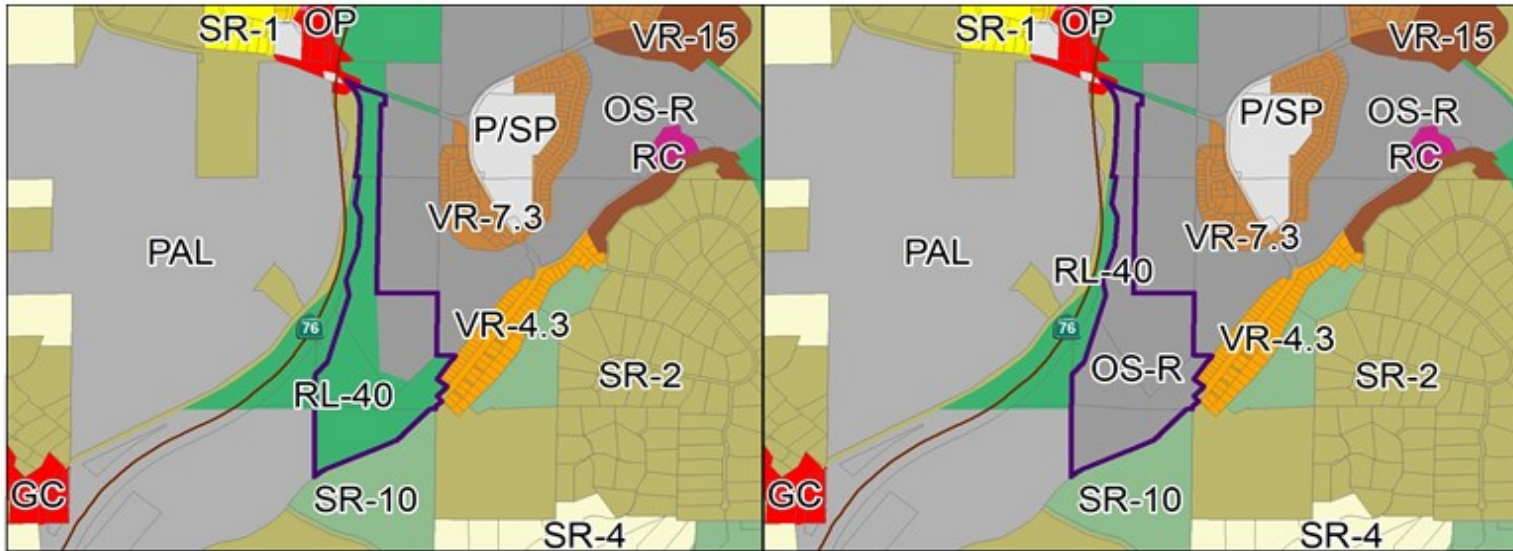 SR-1
OP
VR-15
P/SP
OS-R
RC
VR-7.3
PAL
76
VR-4.3
SR-2
RL-40
GC
SR-10
SR-4
SR-1
OP
VR-15
P/SP
OS-R
RC
VR-7.3
PAL
RL-40
76
VR-4.3
OS-R
SR-2
GC
SR-10
SR-4